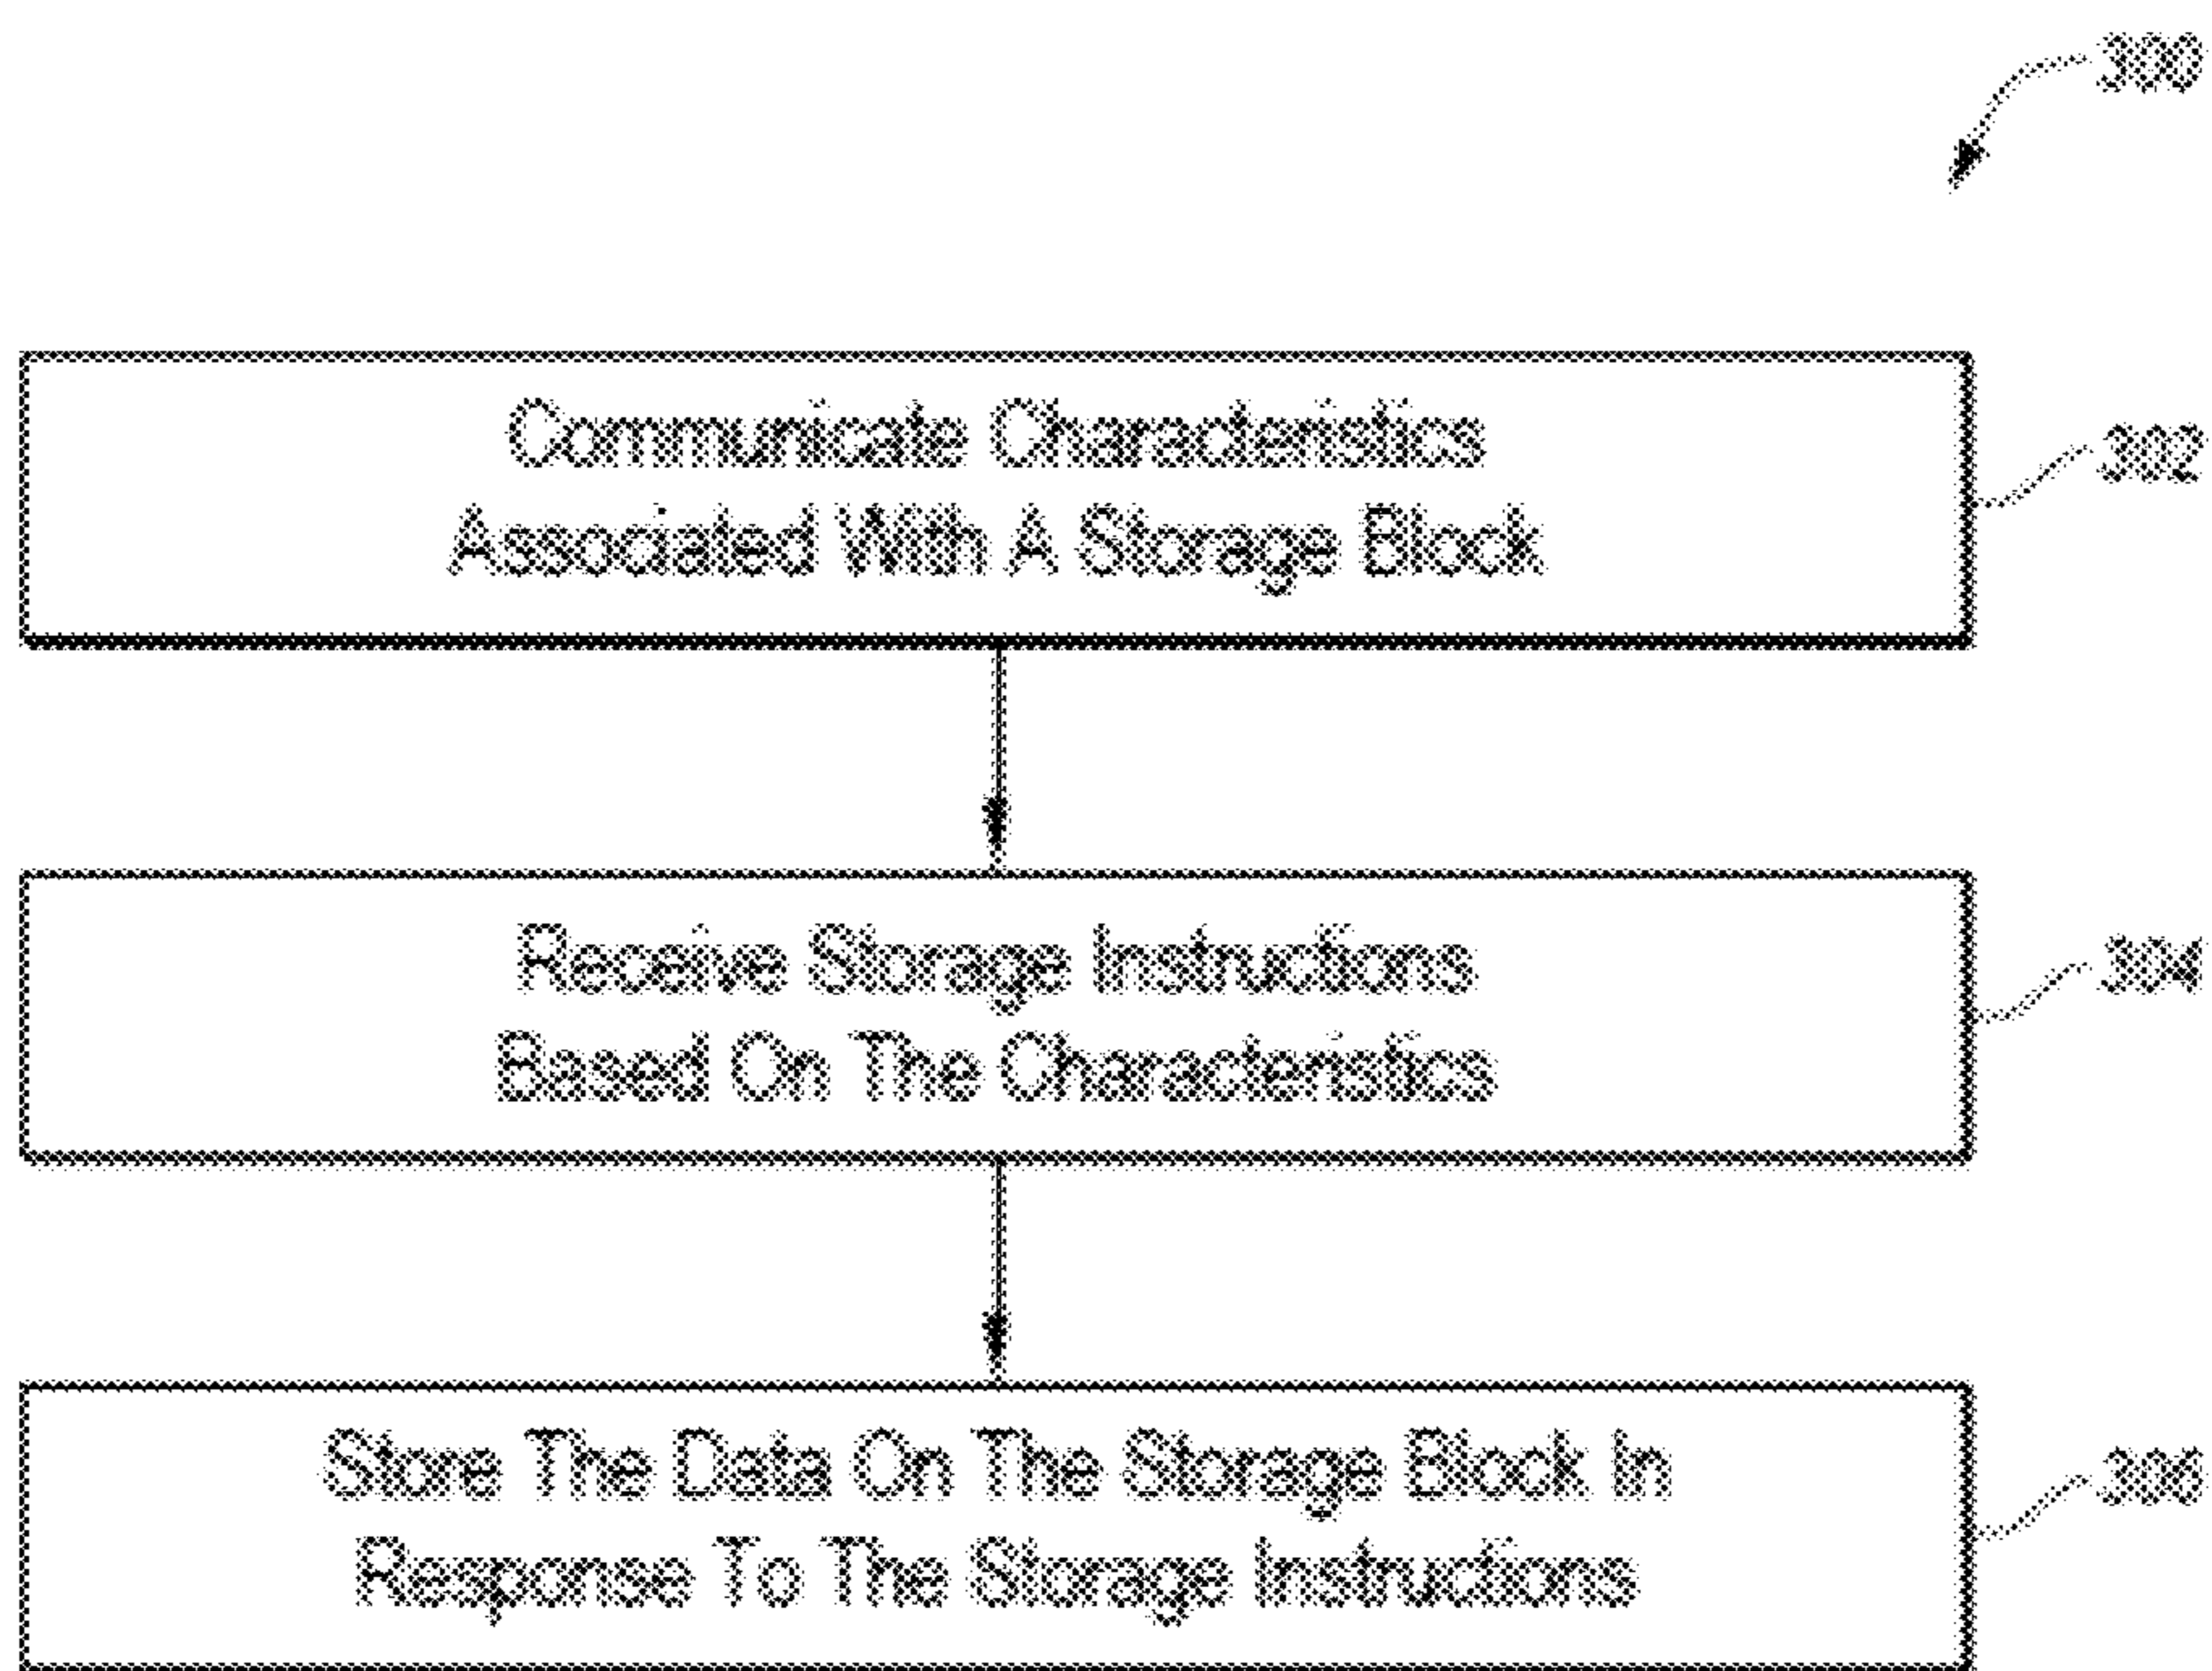 300
Communicate Characteristics
Associated With A Storage Block
302
Receive Storage Instructions
Based On The Characteristics
304
Store The Data On The Storage Block In
Response To The Storage Instructions
306